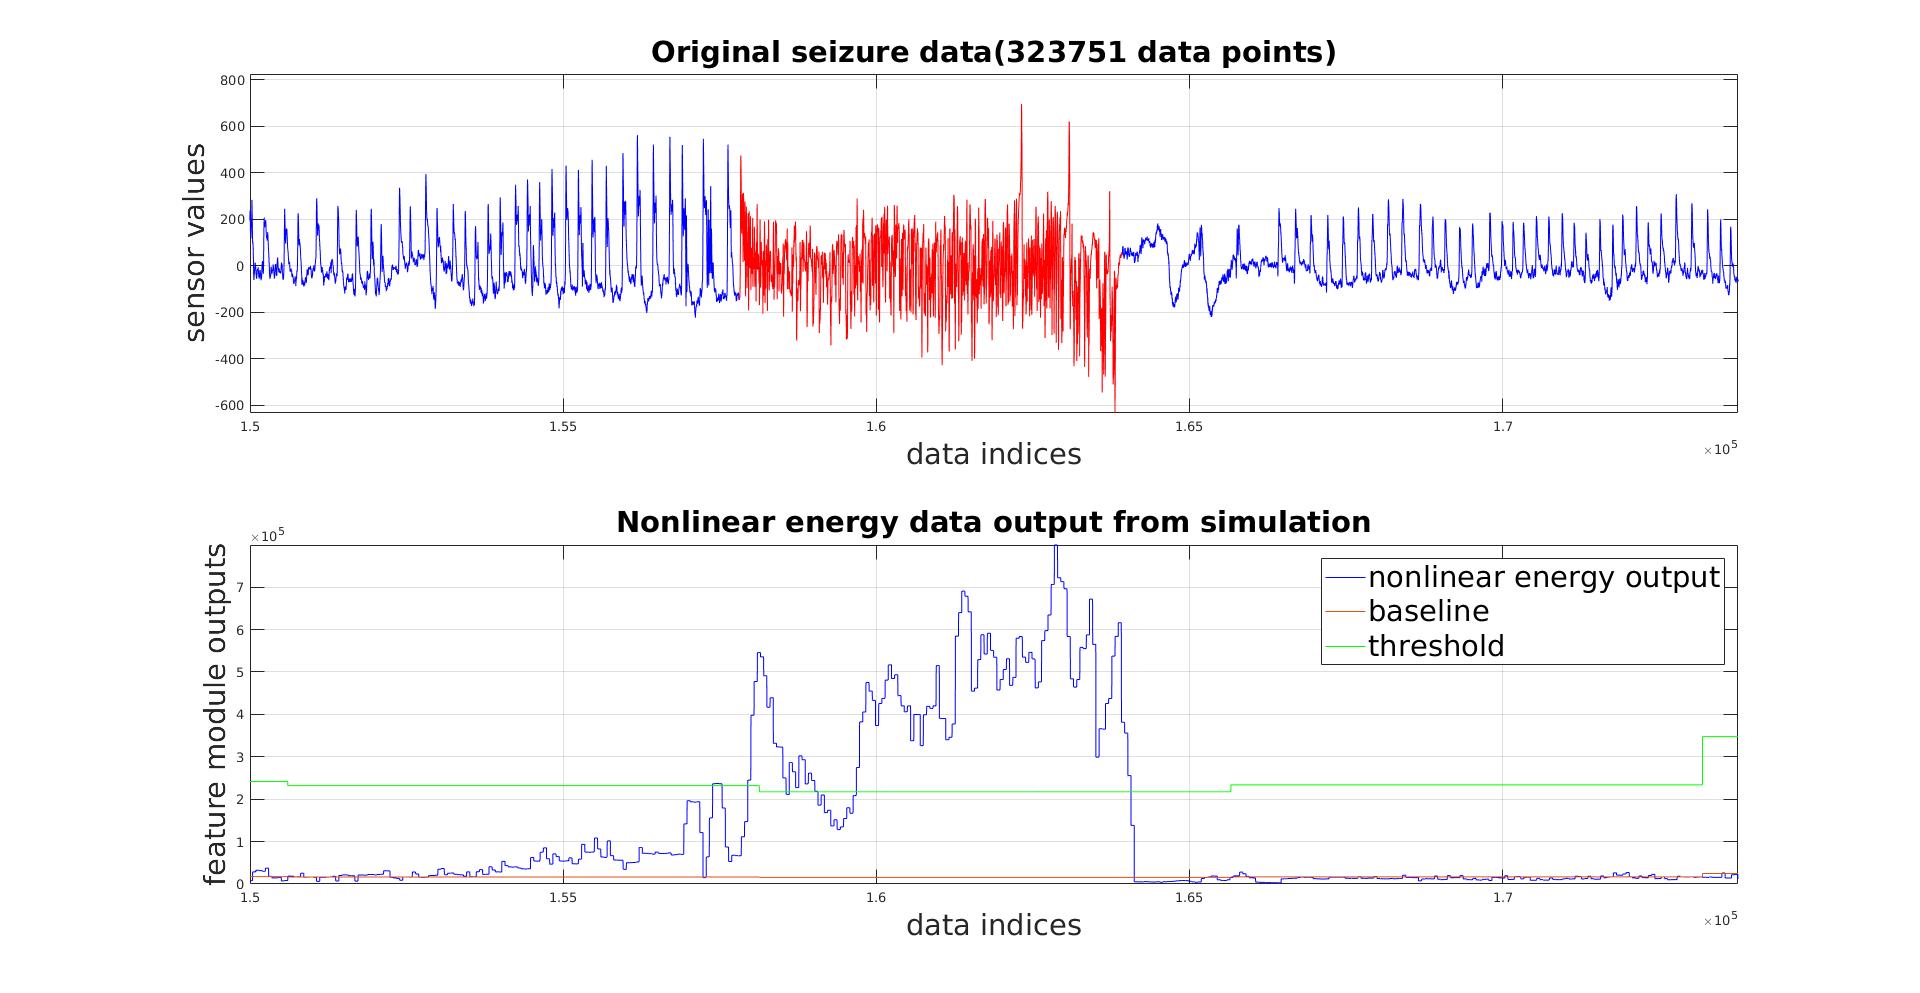 Original seizure data(323751 data points)
sensor values
800
600
400
200
0
-200
-400
-600
1.5 1.55 1.6 1.65 1.7
×10^5
data indices
Nonlinear energy data output from simulation
×10^5
feature module outputs
7
6
5
4
3
2
1
0
nonlinear energy output
baseline
threshold
1.5 1.55 1.6 1.65 1.7
×10^5
data indices